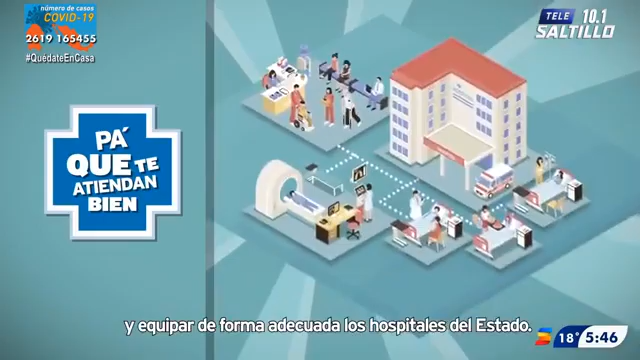 número de casos
COVID-19
2619 165455
#QuédateEnCasa
TELE 10.1
SALTILLO
PÁ
QUE TE
ATIENDAN
BIEN
y equipar de forma adecuada los hospitales del Estado.
18° 5:46